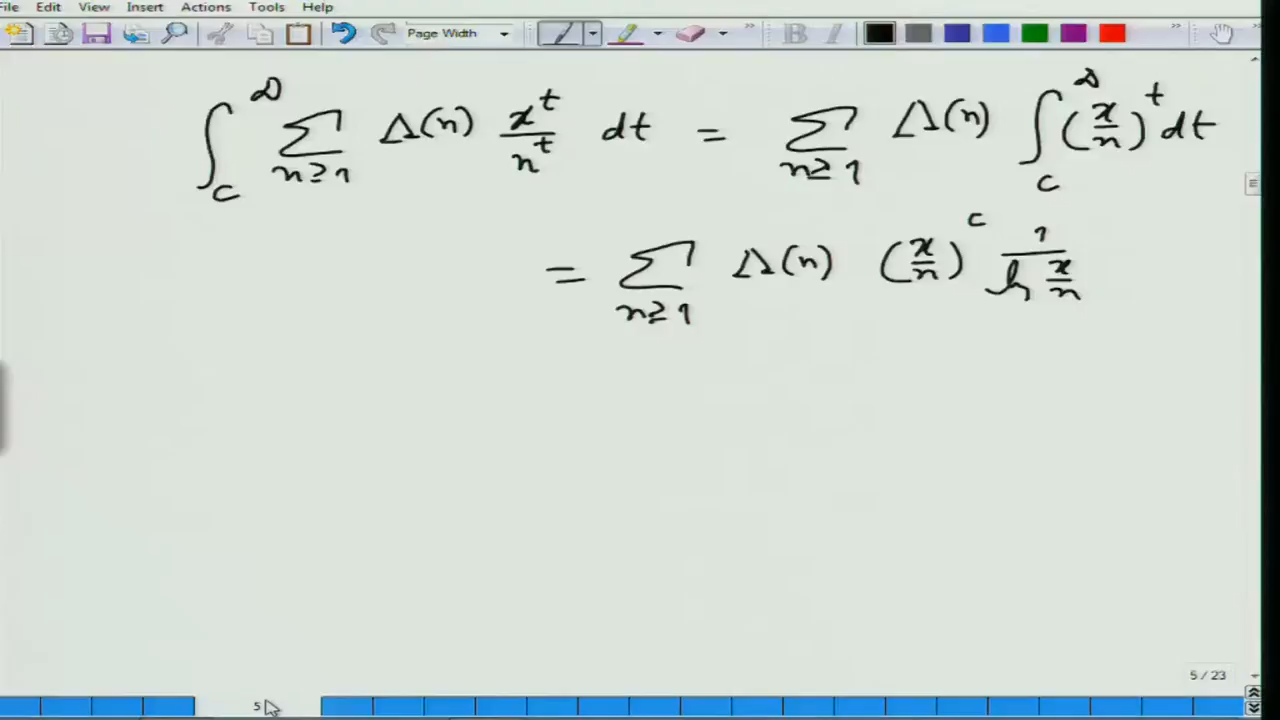 File Edit View Insert Actions Tools Help
Page Width
∫_c^∞ ∑_{n≥1} Λ(n) x^t/n^t dt = ∑_{n≥1} Λ(n) ∫_c^∞ (x/n)^t dt
= ∑_{n≥1} Λ(n) (x/n)^c 1/ln x/n
5 / 23
5